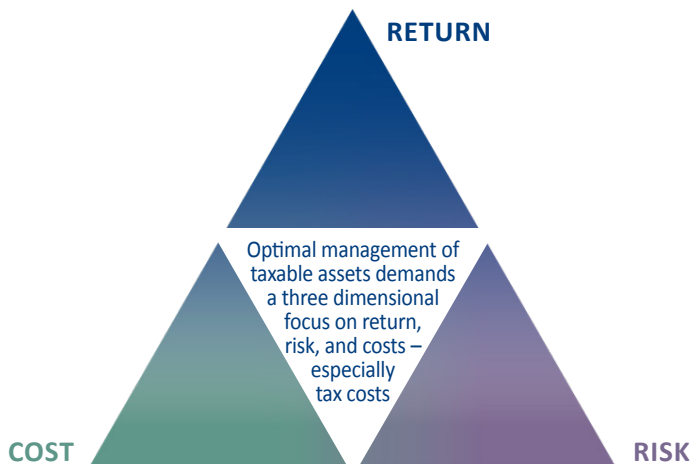 RETURN
Optimal management of
taxable assets demands
a three dimensional
focus on return,
risk, and costs –
especially
tax costs
COST
RISK